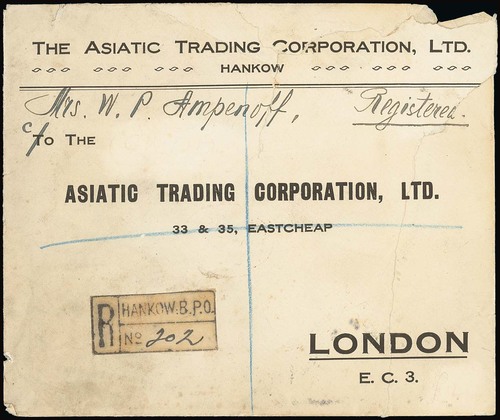 THE ASIATIC TRADING CORPORATION, LTD.
HANKOW
Mrs. W. P. Ampenoff, Registered.
c/To THE
ASIATIC TRADING CORPORATION, LTD.
33 & 35, EASTCHEAP
R HANKOW.B.P.O.
No 202
LONDON
E. C. 3.